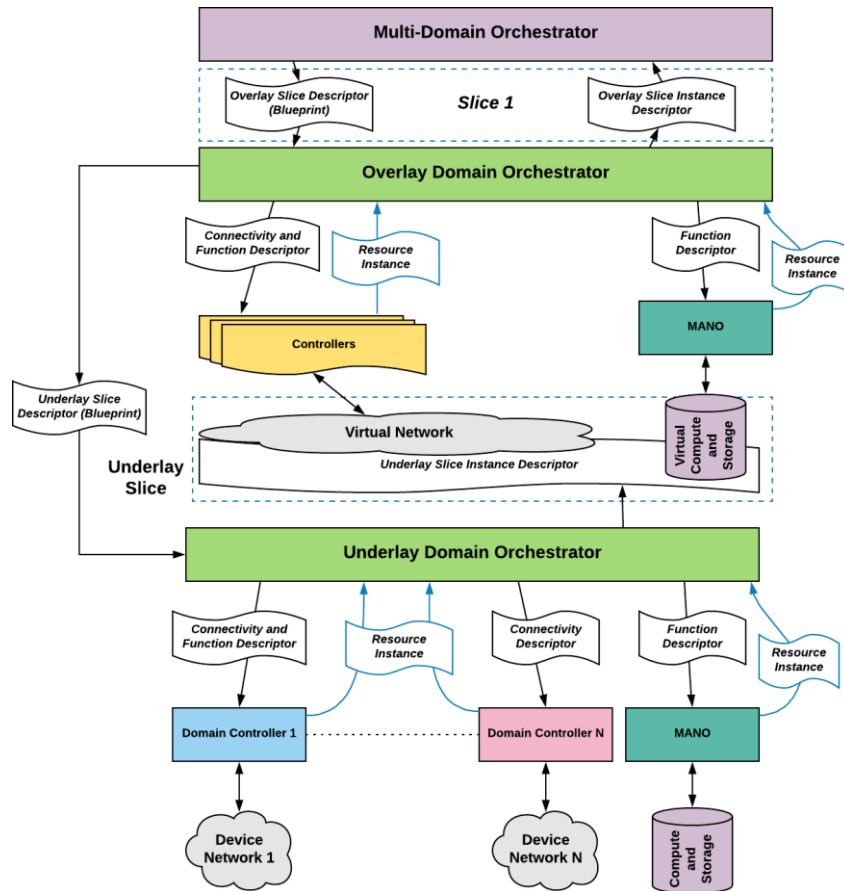 Multi-Domain Orchestrator
Overlay Slice Descriptor
(Blueprint)
Slice 1
Overlay Slice Instance
Descriptor
Overlay Domain Orchestrator
Connectivity and
Function Descriptor
Resource
Instance
Function
Descriptor
Resource
Instance
Controllers
MANO
Underlay Slice
Descriptor (Blueprint)
Virtual Network
Underlay Slice Instance Descriptor
Virtual
Compute
and
Storage
Underlay
Slice
Underlay Domain Orchestrator
Connectivity and
Function Descriptor
Resource
Instance
Connectivity
Descriptor
Function
Descriptor
Resource
Instance
Domain Controller 1
Domain Controller N
MANO
Device
Network 1
Device
Network N
Compute
and
Storage